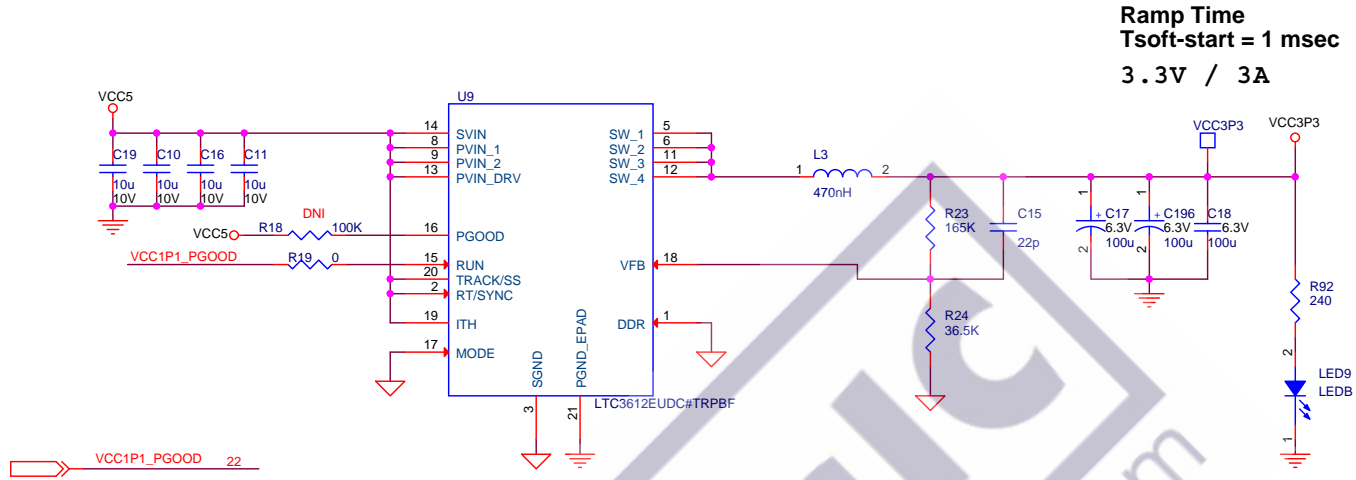 Ramp Time
Tsoft-start = 1 msec
3.3V / 3A
VCC5
U9
VCC3P3
VCC3P3
C19
10u
10V
C10
10u
10V
C16
10u
10V
C11
10u
10V
14
SVIN
8
PVIN_1
9
PVIN_2
13
PVIN_DRV
SW_1
5
SW_2
6
SW_3
11
SW_4
12
L3
1
2
470nH
DNI
VCC5
R18
100K
16
PGOOD
VCC1P1_PGOOD
R19
0
15
RUN
20
TRACK/SS
2
RT/SYNC
19
ITH
17
MODE
VFB
18
DDR
1
SGND
3
PGND_EPAD
21
LTC3612EUDC#TRPBF
R23
165K
C15
22p
R24
36.5K
1
+
C17
6.3V
100u
2
1
+
C196
6.3V
100u
2
C18
6.3V
100u
R92
240
2
LED9
LEDB
1
VCC1P1_PGOOD
22
C
m